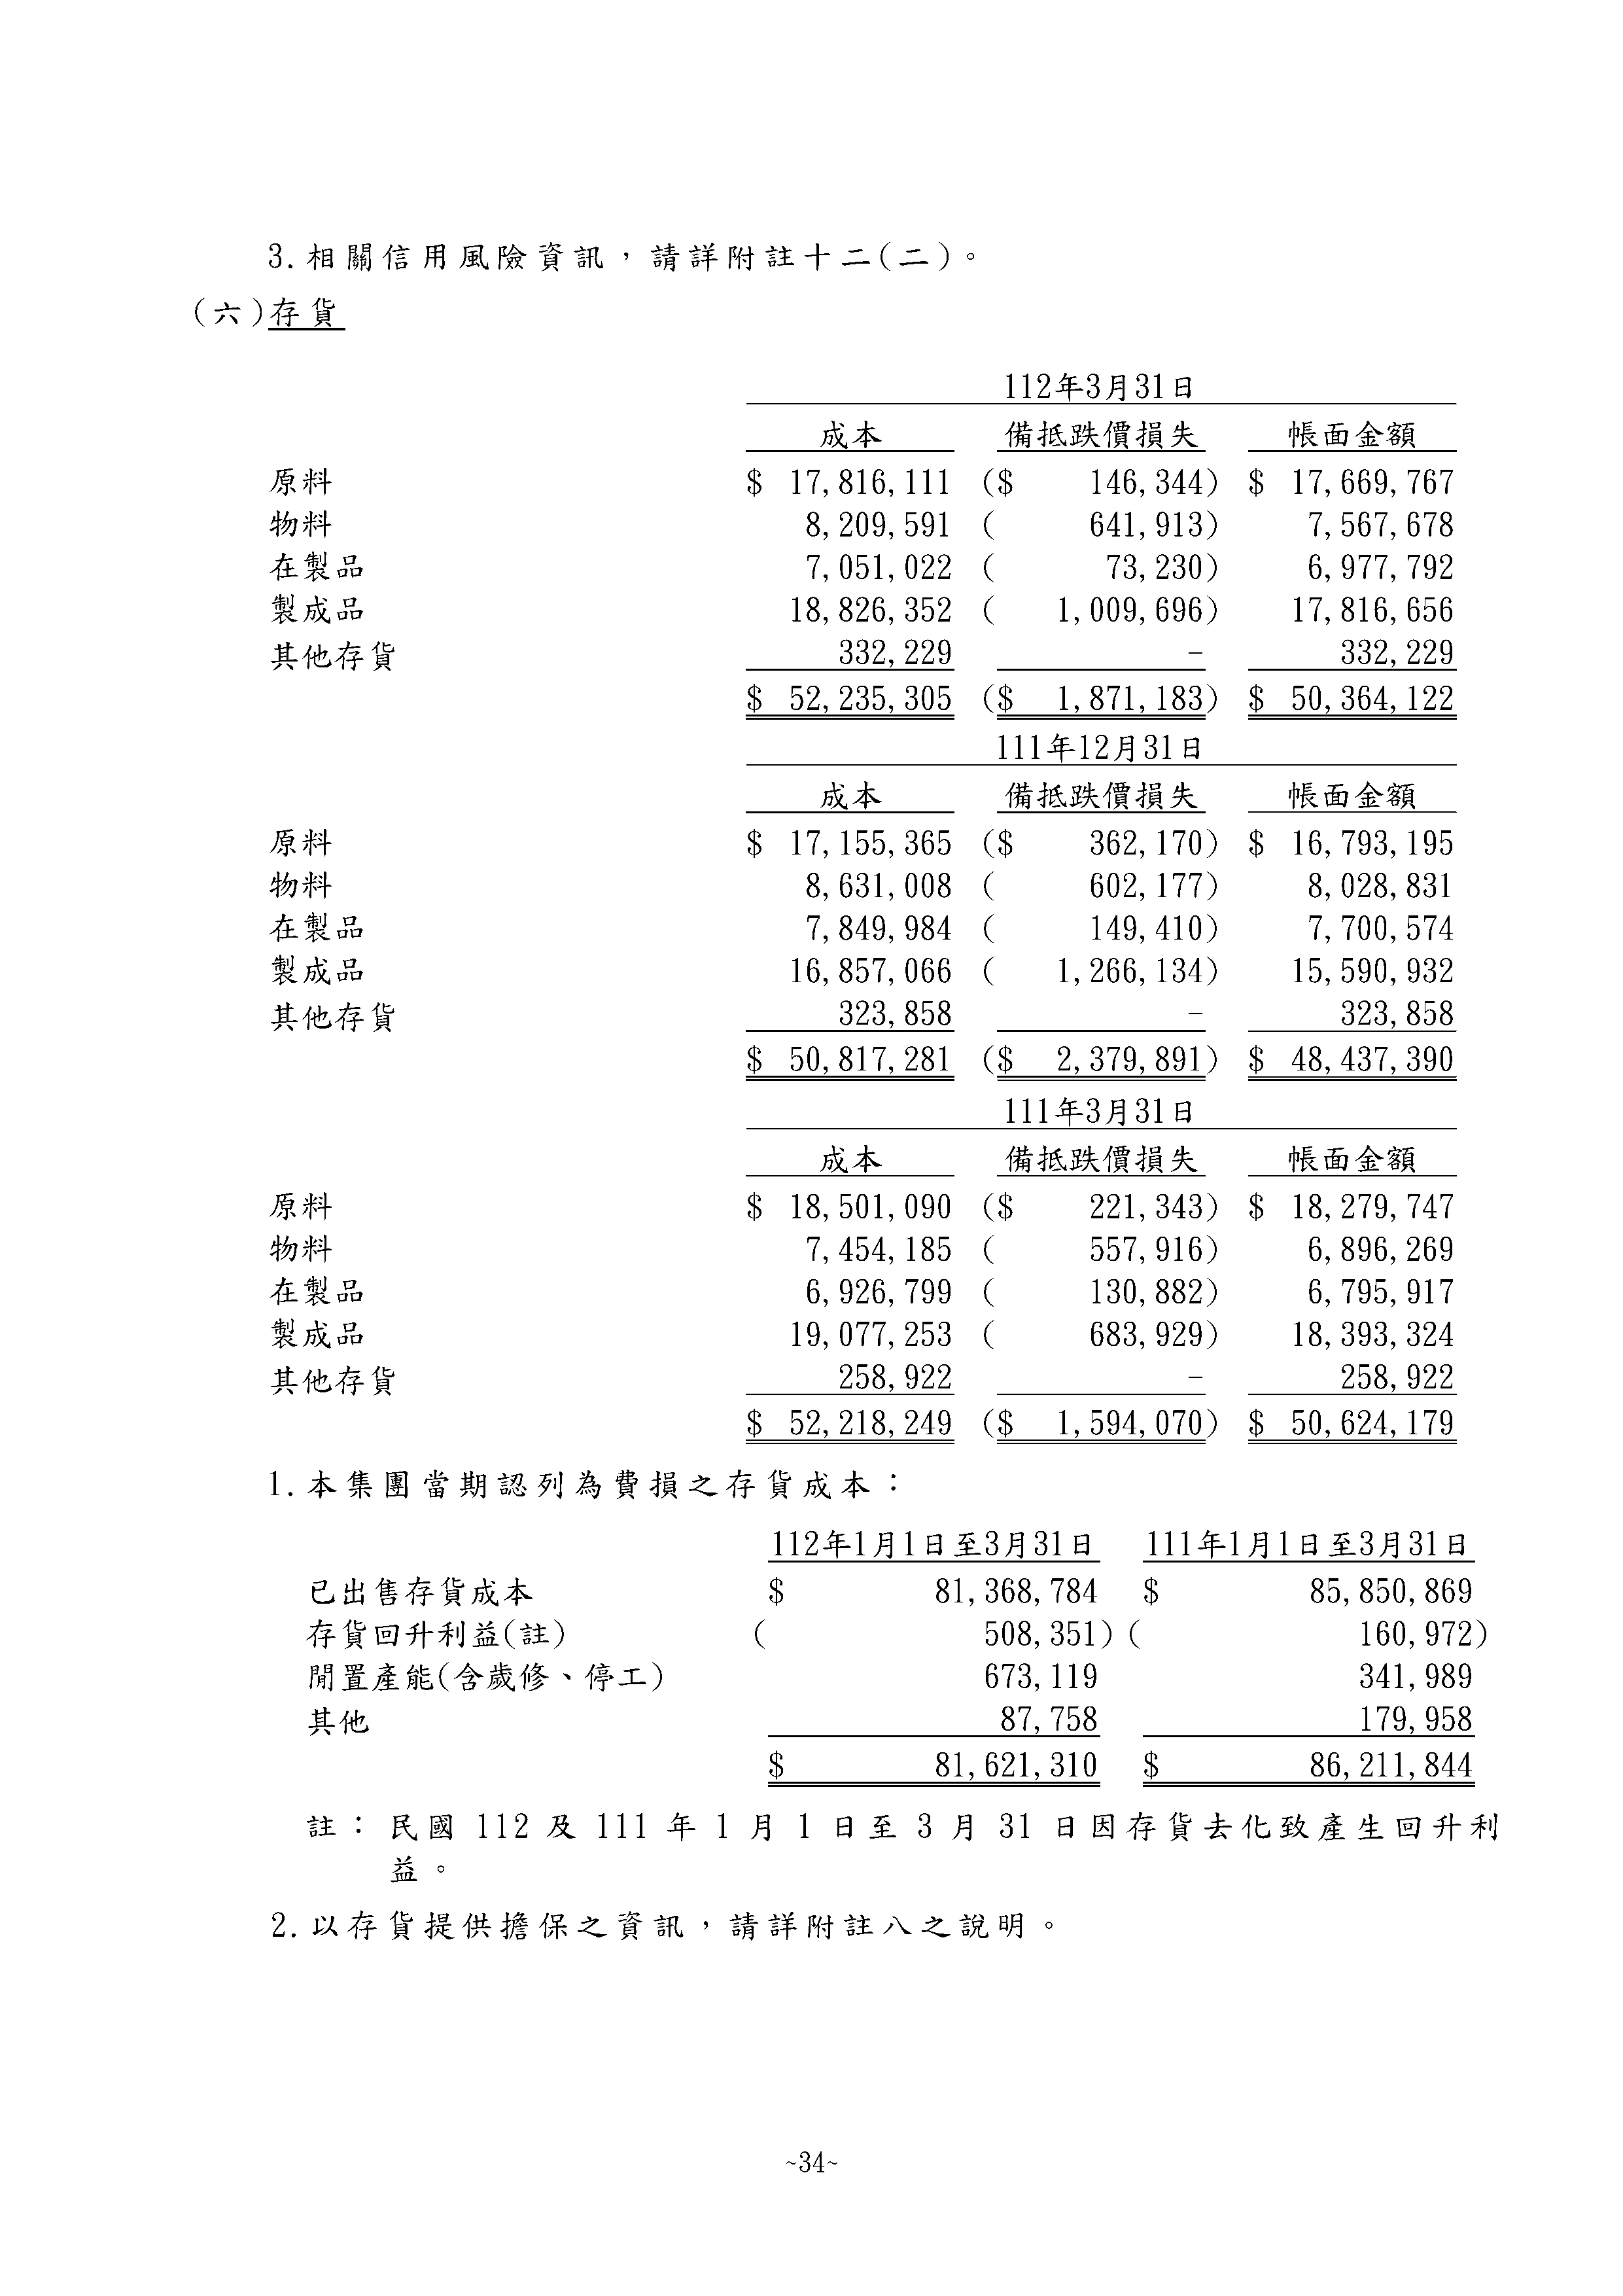 3.相關信用風險資訊，請詳附註十二(二)。
(六)存貨
112年3月31日
成本 備抵跌價損失 帳面金額
原料 $ 17,816,111 ($ 146,344) $ 17,669,767
物料 8,209,591 ( 641,913) 7,567,678
在製品 7,051,022 ( 73,230) 6,977,792
製成品 18,826,352 ( 1,009,696) 17,816,656
其他存貨 332,229 - 332,229
$ 52,235,305 ($ 1,871,183) $ 50,364,122
111年12月31日
成本 備抵跌價損失 帳面金額
原料 $ 17,155,365 ($ 362,170) $ 16,793,195
物料 8,631,008 ( 602,177) 8,028,831
在製品 7,849,984 ( 149,410) 7,700,574
製成品 16,857,066 ( 1,266,134) 15,590,932
其他存貨 323,858 - 323,858
$ 50,817,281 ($ 2,379,891) $ 48,437,390
111年3月31日
成本 備抵跌價損失 帳面金額
原料 $ 18,501,090 ($ 221,343) $ 18,279,747
物料 7,454,185 ( 557,916) 6,896,269
在製品 6,926,799 ( 130,882) 6,795,917
製成品 19,077,253 ( 683,929) 18,393,324
其他存貨 258,922 - 258,922
$ 52,218,249 ($ 1,594,070) $ 50,624,179
1.本集團當期認列為費損之存貨成本：
112年1月1日至3月31日 111年1月1日至3月31日
已出售存貨成本 $ 81,368,784 $ 85,850,869
存貨回升利益(註) ( 508,351) ( 160,972)
閒置產能(含歲修、停工) 673,119 341,989
其他 87,758 179,958
$ 81,621,310 $ 86,211,844
註： 民國 112 及 111 年 1 月 1 日至 3 月 31 日因存貨去化致產生回升利
益。
2.以存貨提供擔保之資訊，請詳附註八之說明。
~34~